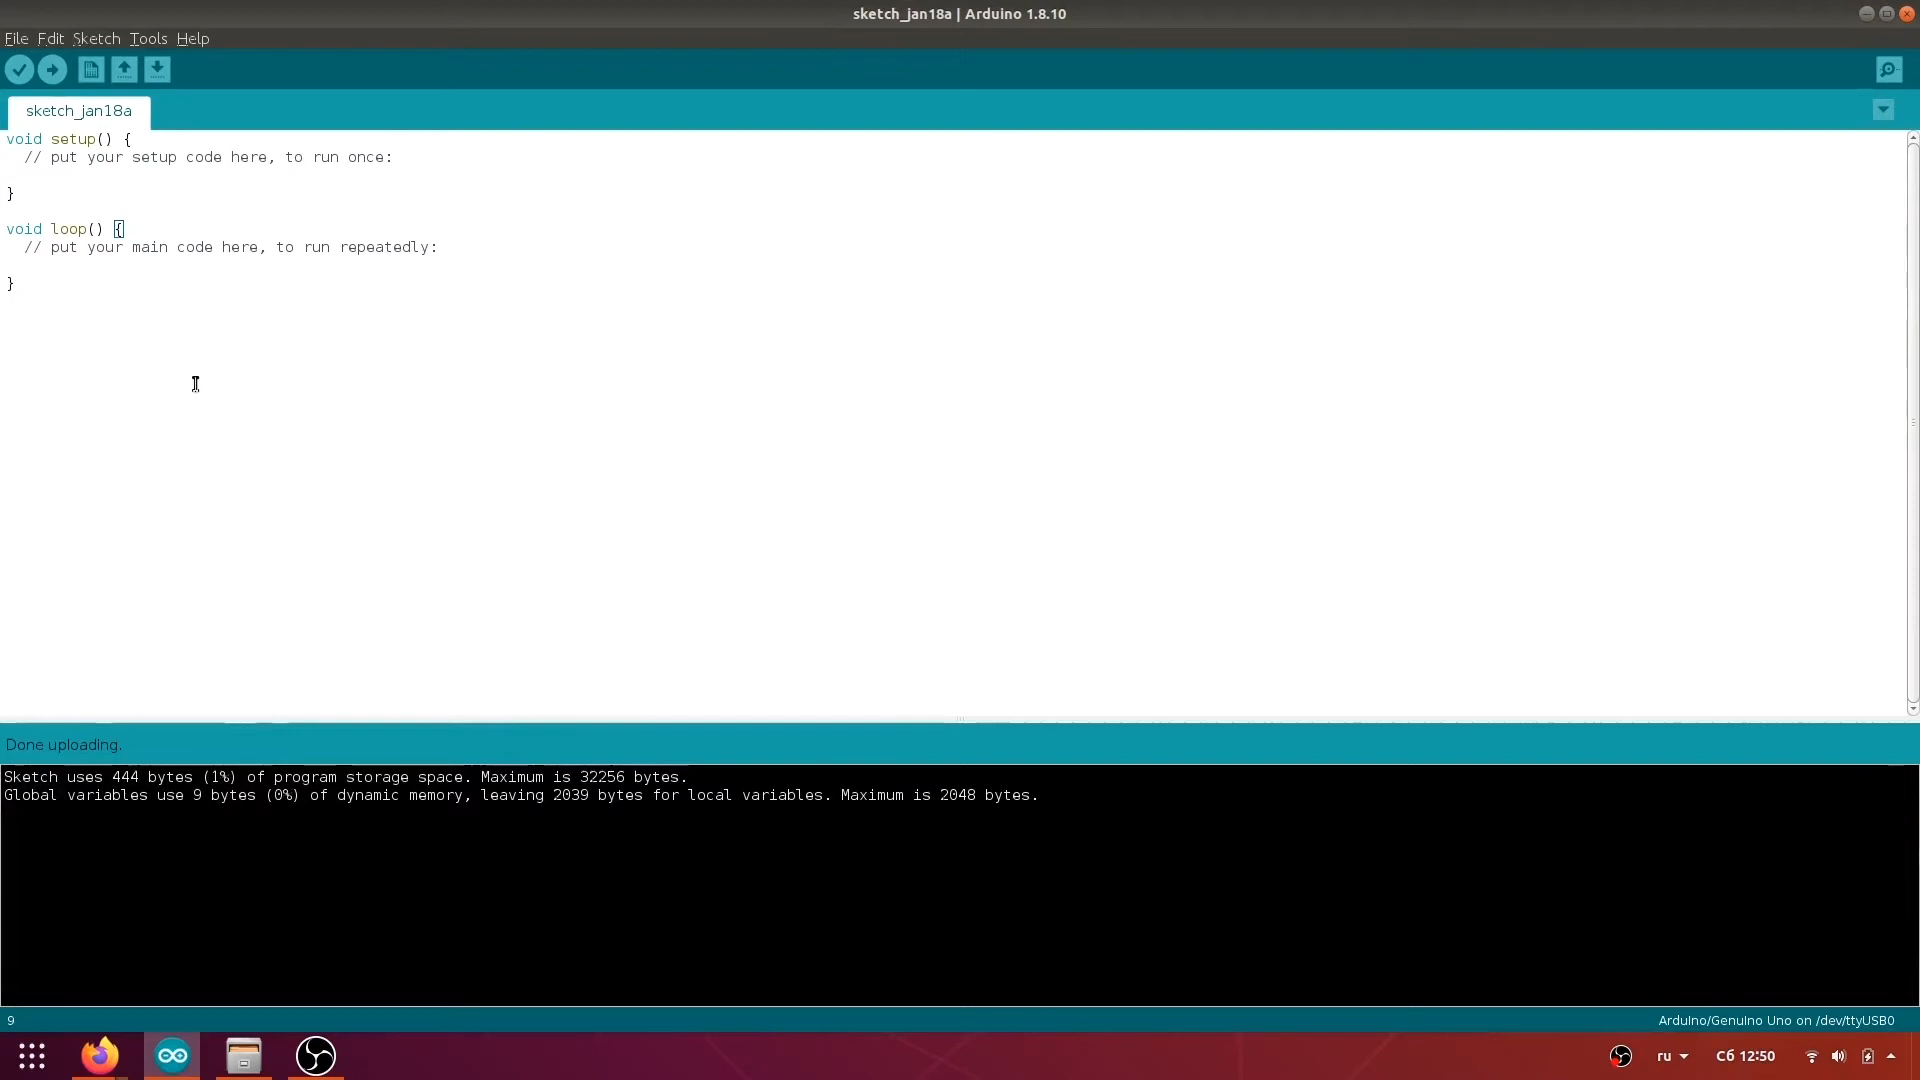 sketch_jan18a | Arduino 1.8.10
File Edit Sketch Tools Help
sketch_jan18a
void setup() {
  // put your setup code here, to run once:
}
void loop() {
  // put your main code here, to run repeatedly:
}
Done uploading.
Sketch uses 444 bytes (1%) of program storage space. Maximum is 32256 bytes.
Global variables use 9 bytes (0%) of dynamic memory, leaving 2039 bytes for local variables. Maximum is 2048 bytes.
9
Arduino/Genuino Uno on /dev/ttyUSB0
ru
Сб 12:50